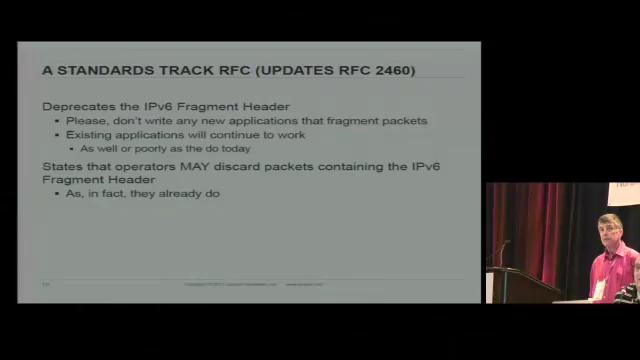 A STANDARDS TRACK RFC (UPDATES RFC 2460)
Deprecates the IPv6 Fragment Header
▪ Please, don't write any new applications that fragment packets
▪ Existing applications will continue to work
▪ As well or poorly as the do today
States that operators MAY discard packets containing the IPv6
Fragment Header
▪ As, in fact, they already do